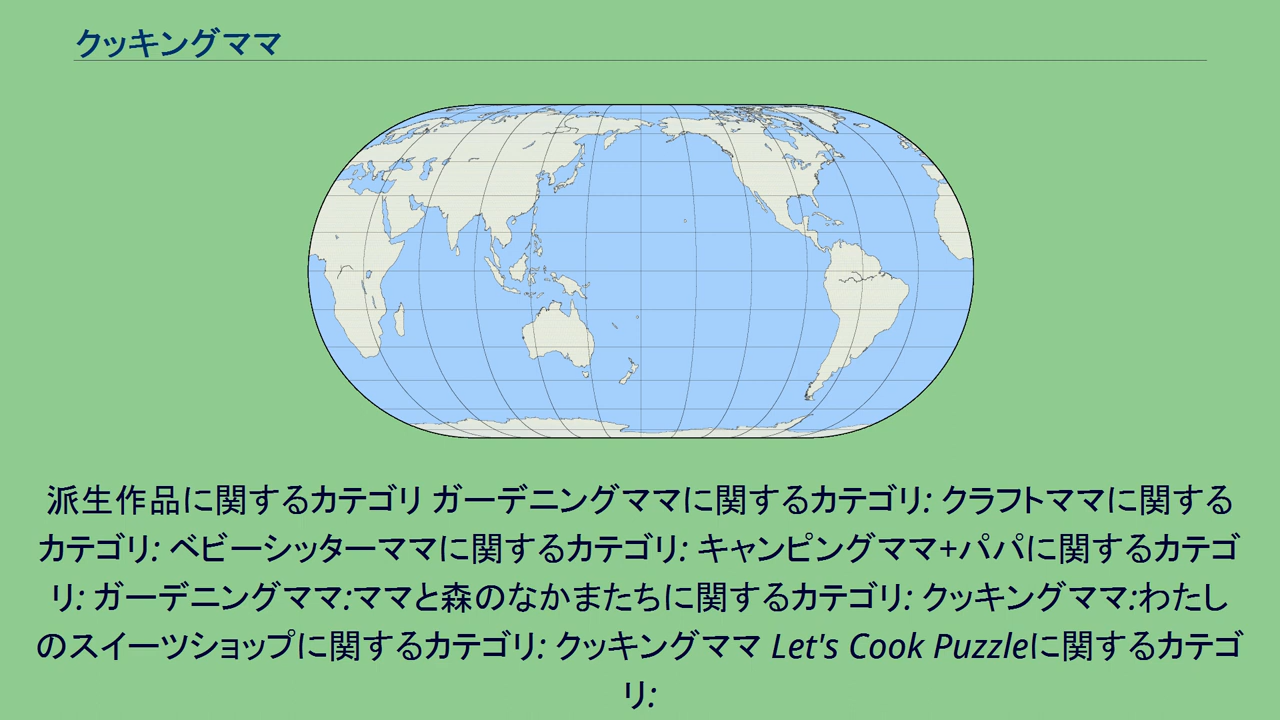 クッキングママ
派生作品に関するカテゴリ ガーデニングママに関するカテゴリ: クラフトママに関する
カテゴリ: ベビーシッターママに関するカテゴリ: キャンピングママ+パパに関するカテゴ
リ: ガーデニングママ:ママと森のなかまたちに関するカテゴリ: クッキングママ:わたし
のスイーツショップに関するカテゴリ: クッキングママ Let's Cook Puzzleに関するカテゴ
リ: